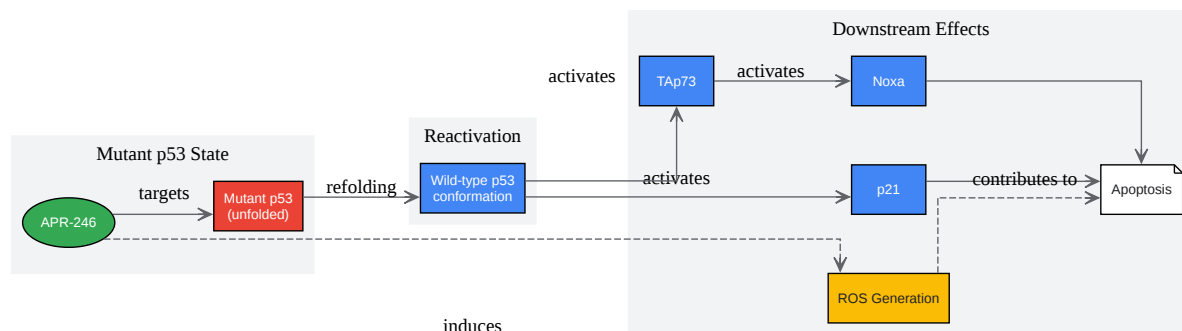 Downstream Effects
activates
TAp73
activates
Noxa
Mutant p53 State
Reactivation
targets
APR-246
Mutant p53
(unfolded)
refolding
Wild-type p53
conformation
activates
p21
contributes to
Apoptosis
ROS Generation
induces